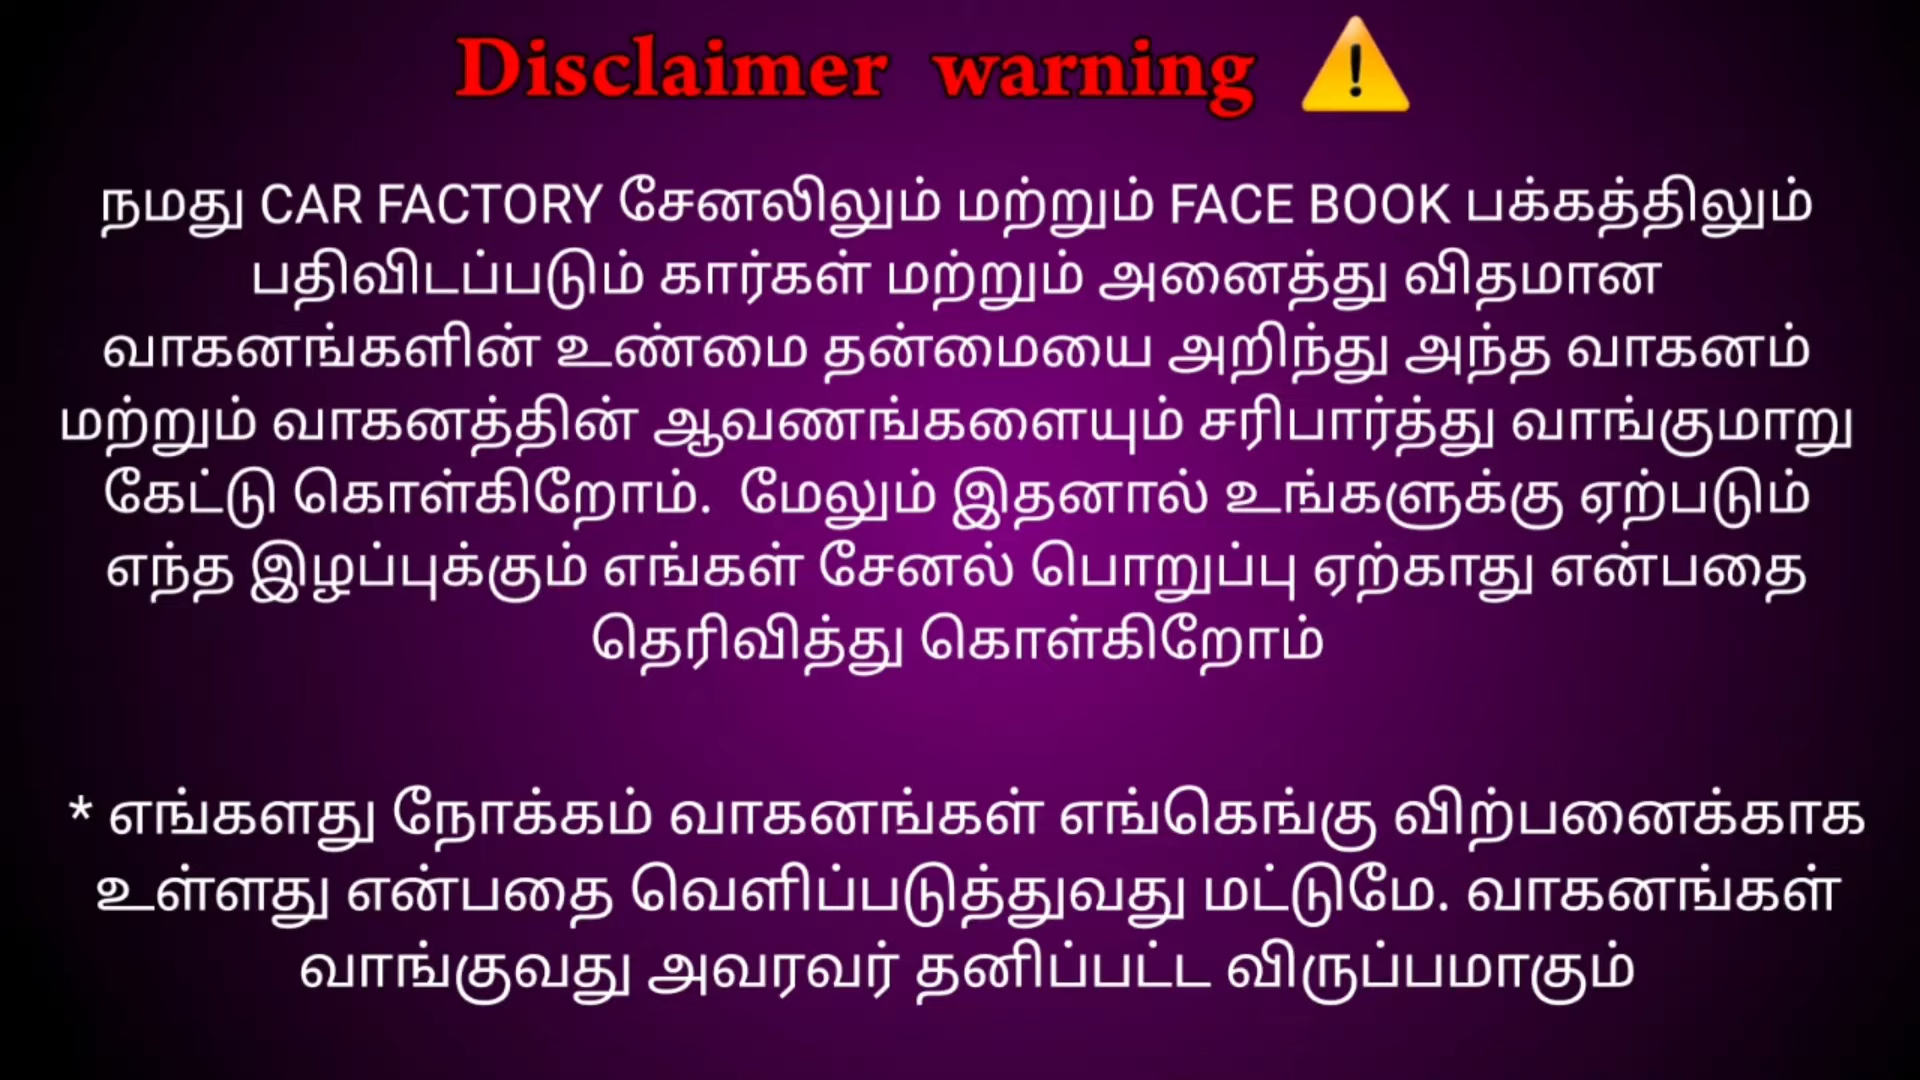 Disclaimer warning ⚠
நமது CAR FACTORY சேனலிலும் மற்றும் FACE BOOK பக்கத்திலும்
பதிவிடப்படும் கார்கள் மற்றும் அனைத்து விதமான
வாகனங்களின் உண்மை தன்மையை அறிந்து அந்த வாகனம்
மற்றும் வாகனத்தின் ஆவணங்களையும் சரிபார்த்து வாங்குமாறு
கேட்டு கொள்கிறோம். மேலும் இதனால் உங்களுக்கு ஏற்படும்
எந்த இழப்புக்கும் எங்கள் சேனல் பொறுப்பு ஏற்காது என்பதை
தெரிவித்து கொள்கிறோம்
* எங்களது நோக்கம் வாகனங்கள் எங்கெங்கு விற்பனைக்காக
உள்ளது என்பதை வெளிப்படுத்துவது மட்டுமே. வாகனங்கள்
வாங்குவது அவரவர் தனிப்பட்ட விருப்பமாகும்